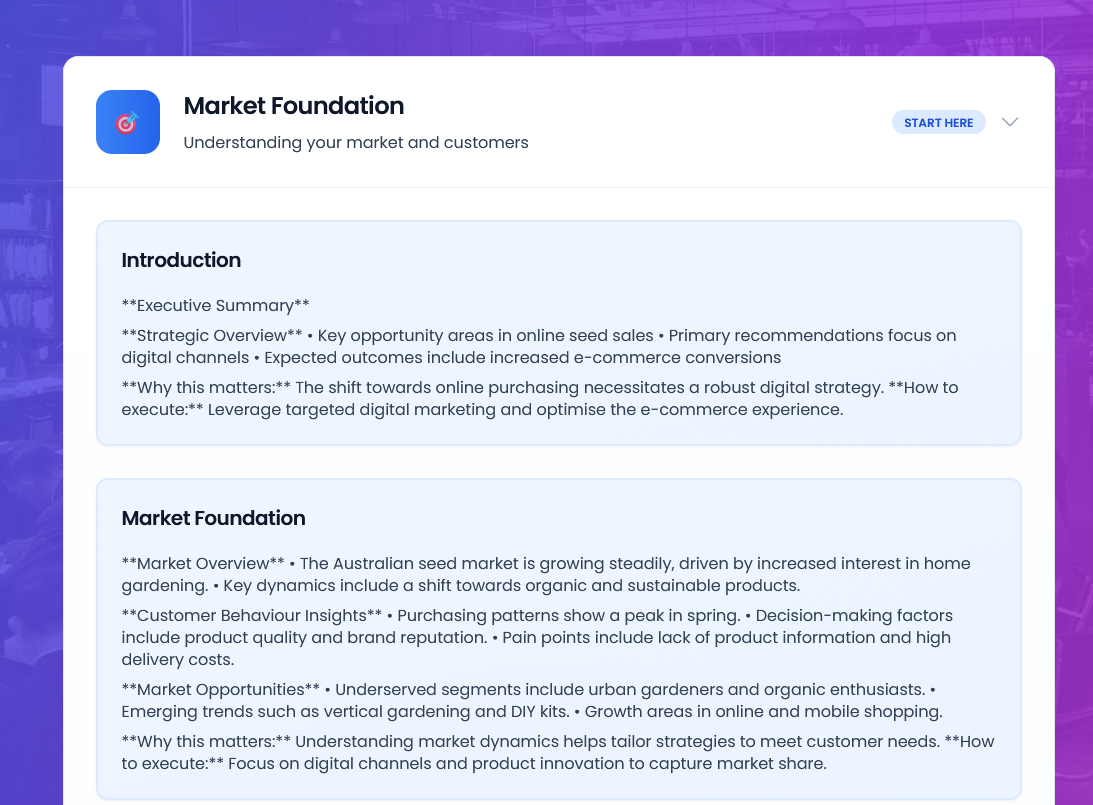 Market Foundation
Understanding your market and customers
START HERE
Introduction
**Executive Summary**
**Strategic Overview** • Key opportunity areas in online seed sales • Primary recommendations focus on
digital channels • Expected outcomes include increased e-commerce conversions
**Why this matters:** The shift towards online purchasing necessitates a robust digital strategy. **How to
execute:** Leverage targeted digital marketing and optimise the e-commerce experience.
Market Foundation
**Market Overview** • The Australian seed market is growing steadily, driven by increased interest in home
gardening. • Key dynamics include a shift towards organic and sustainable products.
**Customer Behaviour Insights** • Purchasing patterns show a peak in spring. • Decision-making factors
include product quality and brand reputation. • Pain points include lack of product information and high
delivery costs.
**Market Opportunities** • Underserved segments include urban gardeners and organic enthusiasts. •
Emerging trends such as vertical gardening and DIY kits. • Growth areas in online and mobile shopping.
**Why this matters:** Understanding market dynamics helps tailor strategies to meet customer needs. **How
to execute:** Focus on digital channels and product innovation to capture market share.